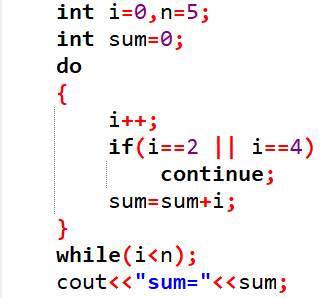 int i=0,n=5;
int sum=0;
do
{
i++;
if(i==2 || i==4)
continue;
sum=sum+i;
}
while(i<n);
cout<<"sum="<<sum;